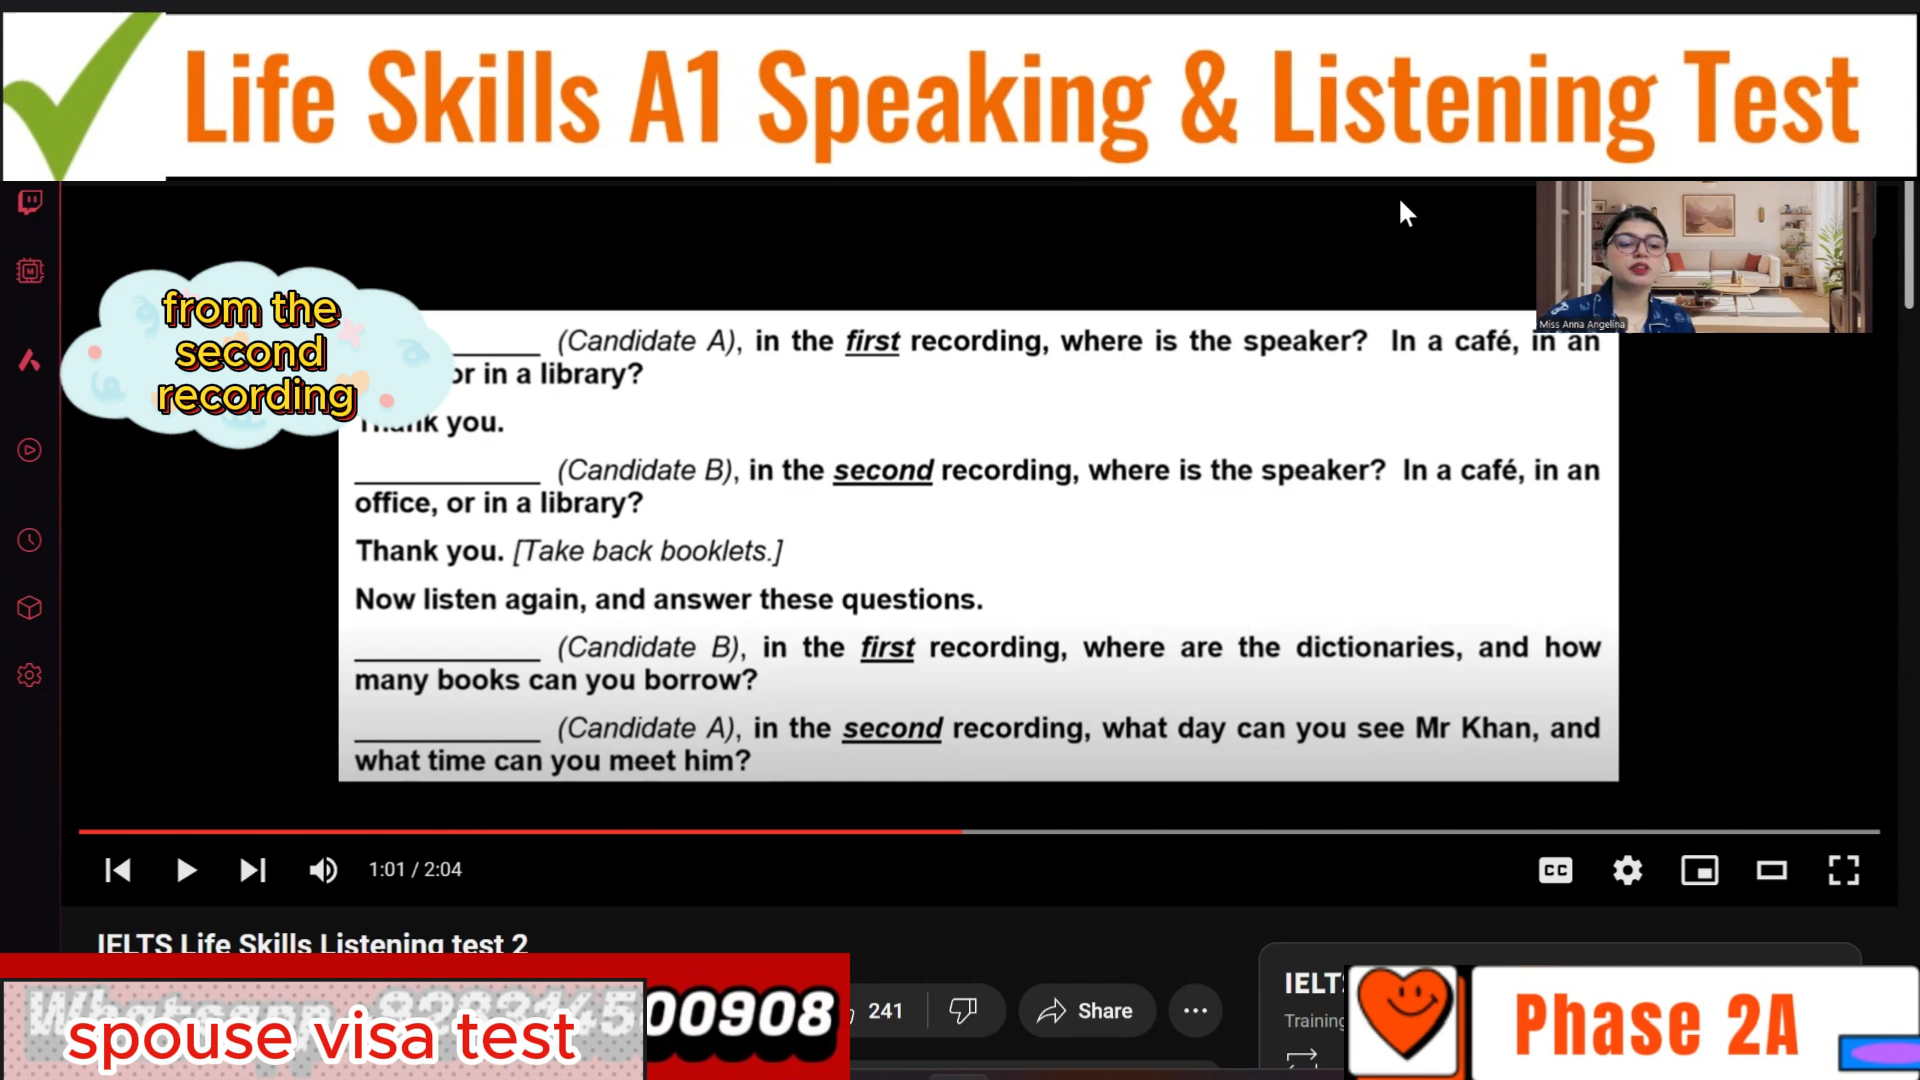 Life Skills A1 Speaking & Listening Test
Miss Anna Angelina
from the
second
recording
(Candidate A), in the first recording, where is the speaker? In a café, in an
or in a library?
Thank you.
(Candidate B), in the second recording, where is the speaker? In a café, in an
office, or in a library?
Thank you. [Take back booklets.]
Now listen again, and answer these questions.
(Candidate B), in the first recording, where are the dictionaries, and how
many books can you borrow?
(Candidate A), in the second recording, what day can you see Mr Khan, and
what time can you meet him?
1:01 / 2:04
CC
IELTS Life Skills Listening test 2
00908
spouse visa test
241
Share
IELTS
Training
Phase 2A